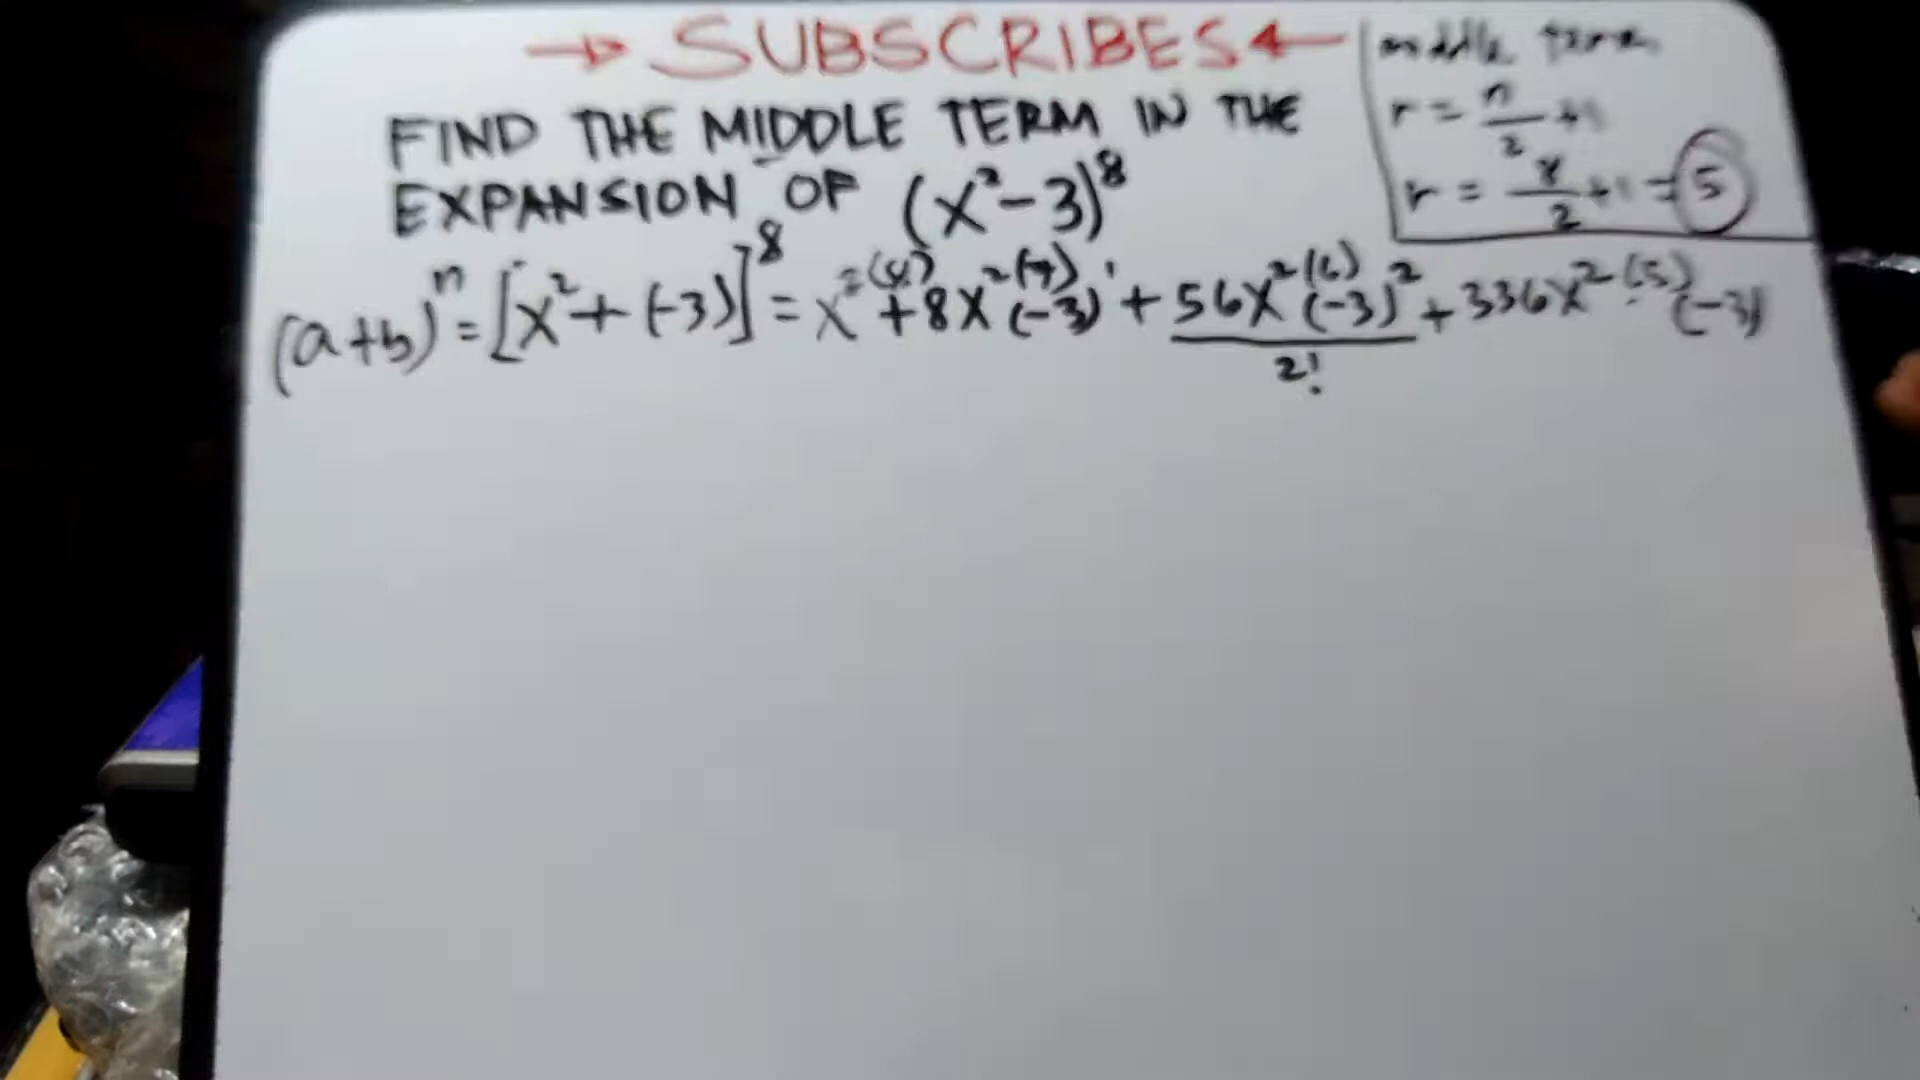 → SUBSCRIBES ←
FIND THE MIDDLE TERM IN THE
EXPANSION OF (x² - 3)⁸
middle term
r = n/2 + 1
r = 8/2 + 1 = 5
(a+b)ⁿ = [x² + (-3)]⁸ = x²⁽⁸⁾ + 8x²⁽⁷⁾(-3)¹ + 56x²⁽⁶⁾(-3)²/2! + 336x²⁽⁵⁾(-3)